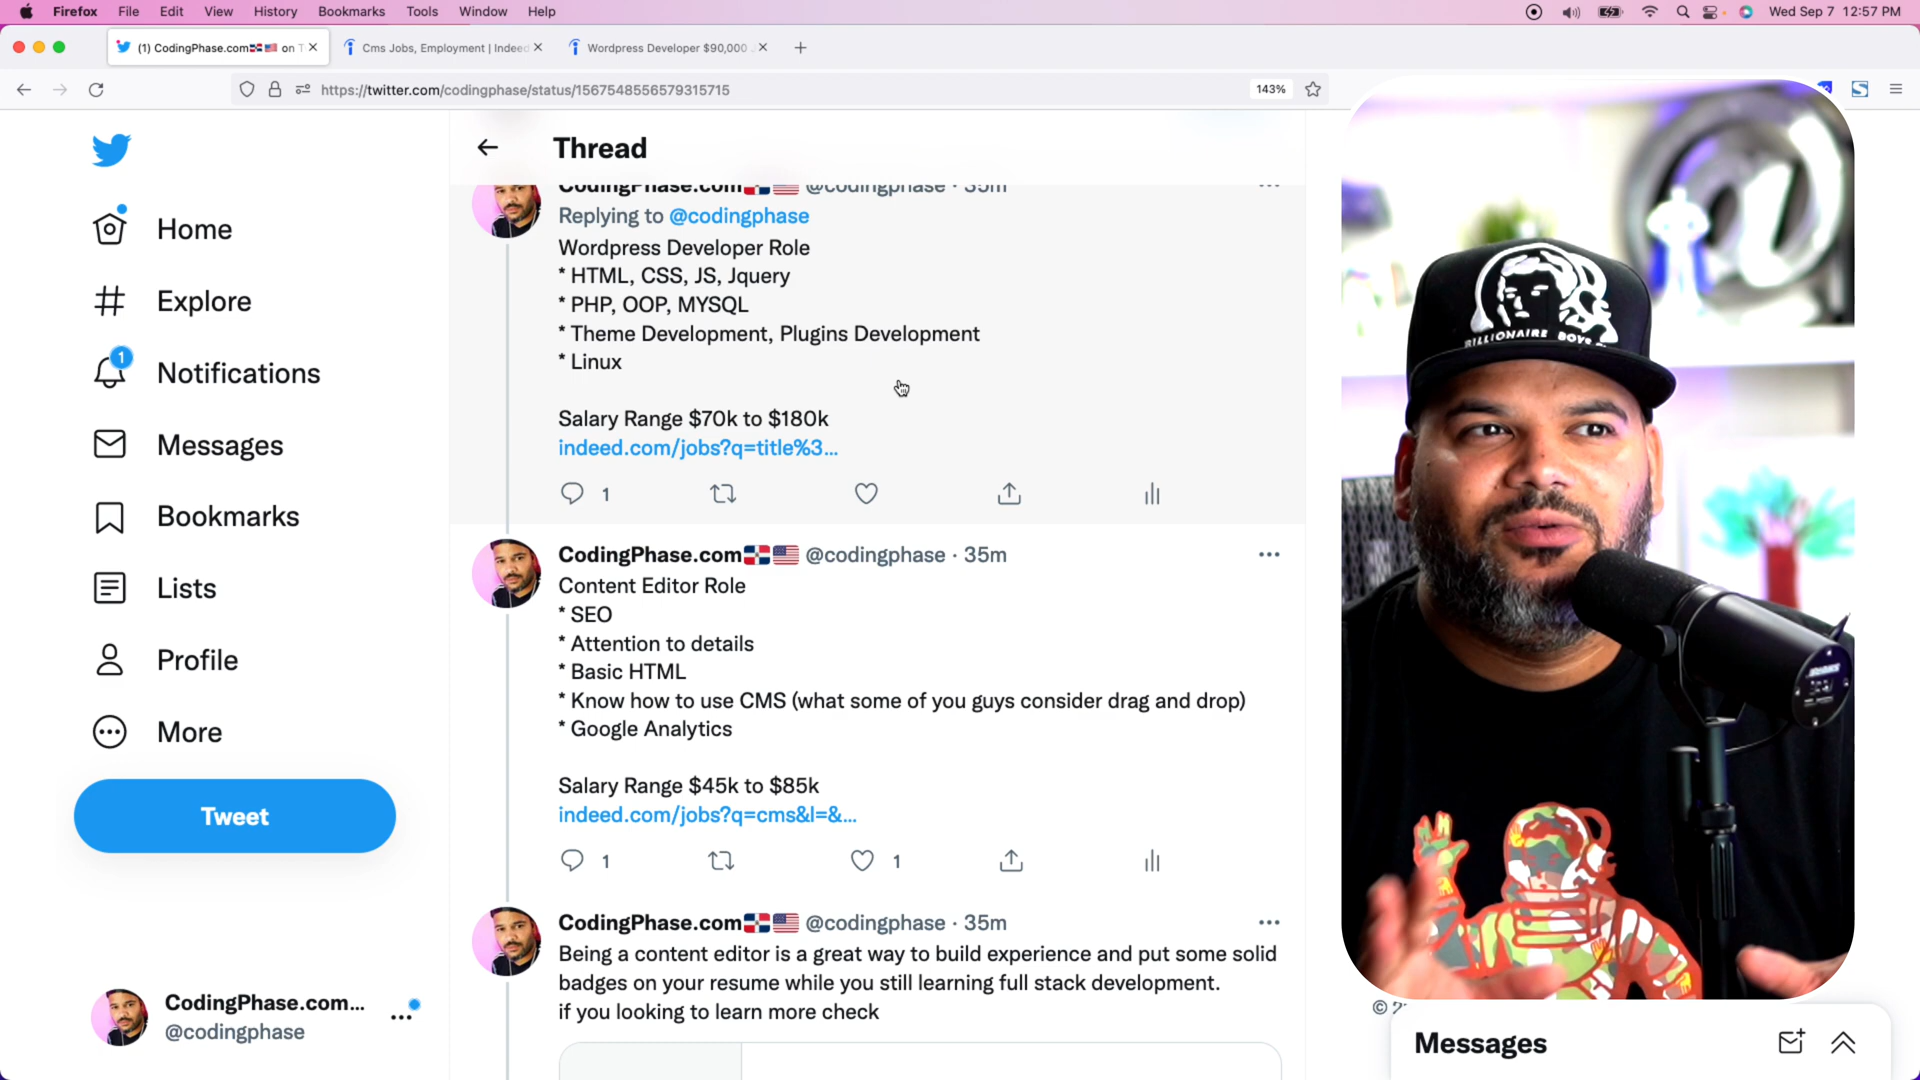 Firefox File Edit View History Bookmarks Tools Window Help Wed Sep 7 12:57 PM
(1) CodingPhase.com🇩🇴🇺🇸 on T
Cms Jobs, Employment | Indeed
Wordpress Developer $90,000
https://twitter.com/codingphase/status/1567548556579315715
143%
Thread
CodingPhase.com🇩🇴🇺🇸 @codingphase · 35m
Replying to @codingphase
Wordpress Developer Role
* HTML, CSS, JS, Jquery
* PHP, OOP, MYSQL
* Theme Development, Plugins Development
* Linux
Salary Range $70k to $180k
indeed.com/jobs?q=title%3...
1
CodingPhase.com🇩🇴🇺🇸 @codingphase · 35m
Content Editor Role
* SEO
* Attention to details
* Basic HTML
* Know how to use CMS (what some of you guys consider drag and drop)
* Google Analytics
Salary Range $45k to $85k
indeed.com/jobs?q=cms&l=&...
1 1
CodingPhase.com🇩🇴🇺🇸 @codingphase · 35m
Being a content editor is a great way to build experience and put some solid
badges on your resume while you still learning full stack development.
if you looking to learn more check
Home
Explore
1
Notifications
Messages
Bookmarks
Lists
Profile
More
Tweet
CodingPhase.com...
@codingphase
BILLIONAIRE BOYS
©
Messages